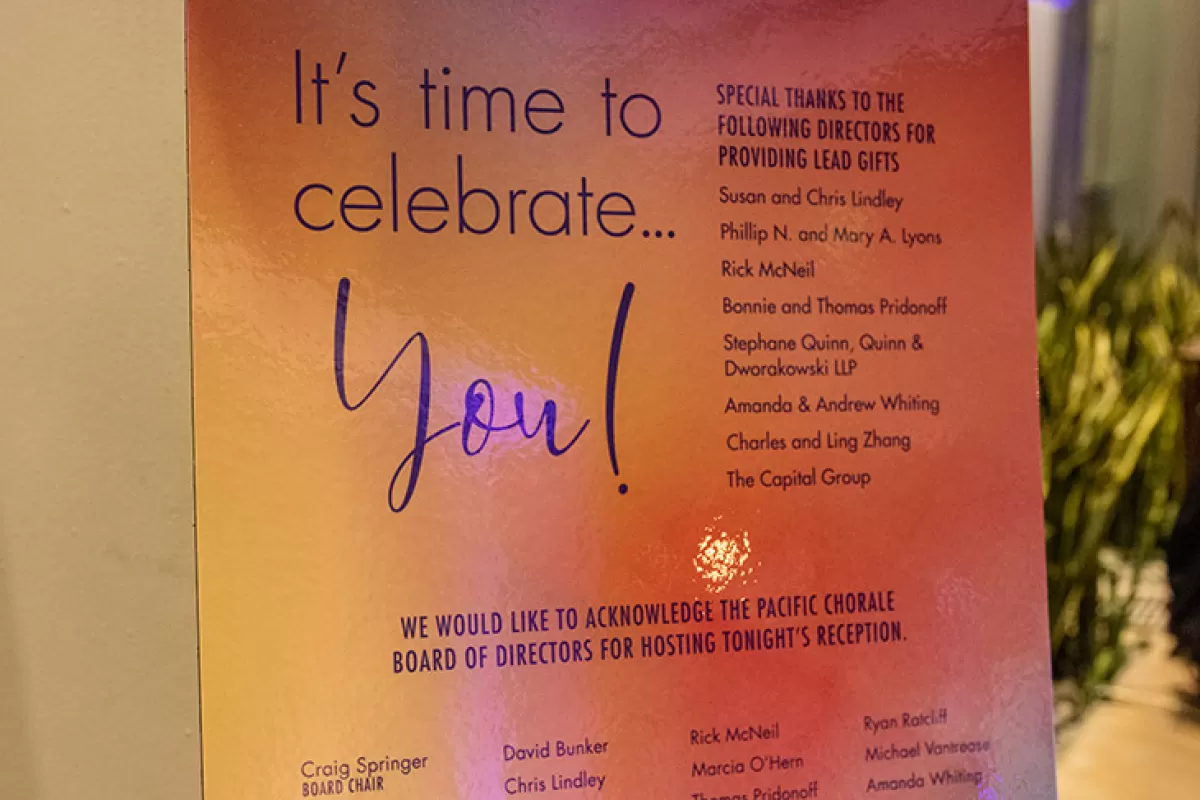 It's time to
celebrate...
You!
SPECIAL THANKS TO THE
FOLLOWING DIRECTORS FOR
PROVIDING LEAD GIFTS
Susan and Chris Lindley
Phillip N. and Mary A. Lyons
Rick McNeil
Bonnie and Thomas Pridonoff
Stephane Quinn, Quinn &
Dworakowski LLP
Amanda & Andrew Whiting
Charles and Ling Zhang
The Capital Group
WE WOULD LIKE TO ACKNOWLEDGE THE PACIFIC CHORALE
BOARD OF DIRECTORS FOR HOSTING TONIGHT'S RECEPTION.
Craig Springer
BOARD CHAIR
David Bunker
Chris Lindley
Rick McNeil
Marcia O'Hern
Thomas Pridonoff
Ryan Ratcliff
Michael Vantrease
Amanda Whiting